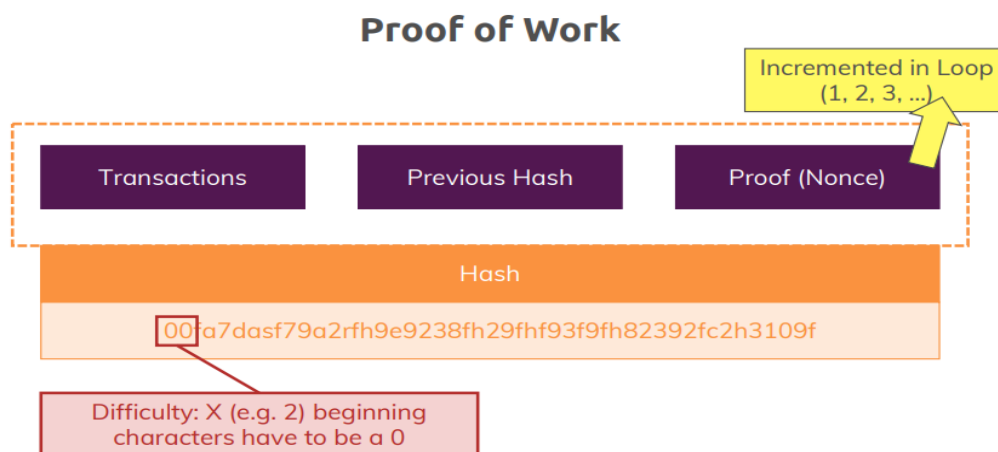 Proof of Work
Incremented in Loop
(1, 2, 3, ...)
Transactions
Previous Hash
Proof (Nonce)
Hash
00fa7dasf79a2rfh9e9238fh29fhf93f9fh82392fc2h3109f
Difficulty: X (e.g. 2) beginning
characters have to be a 0